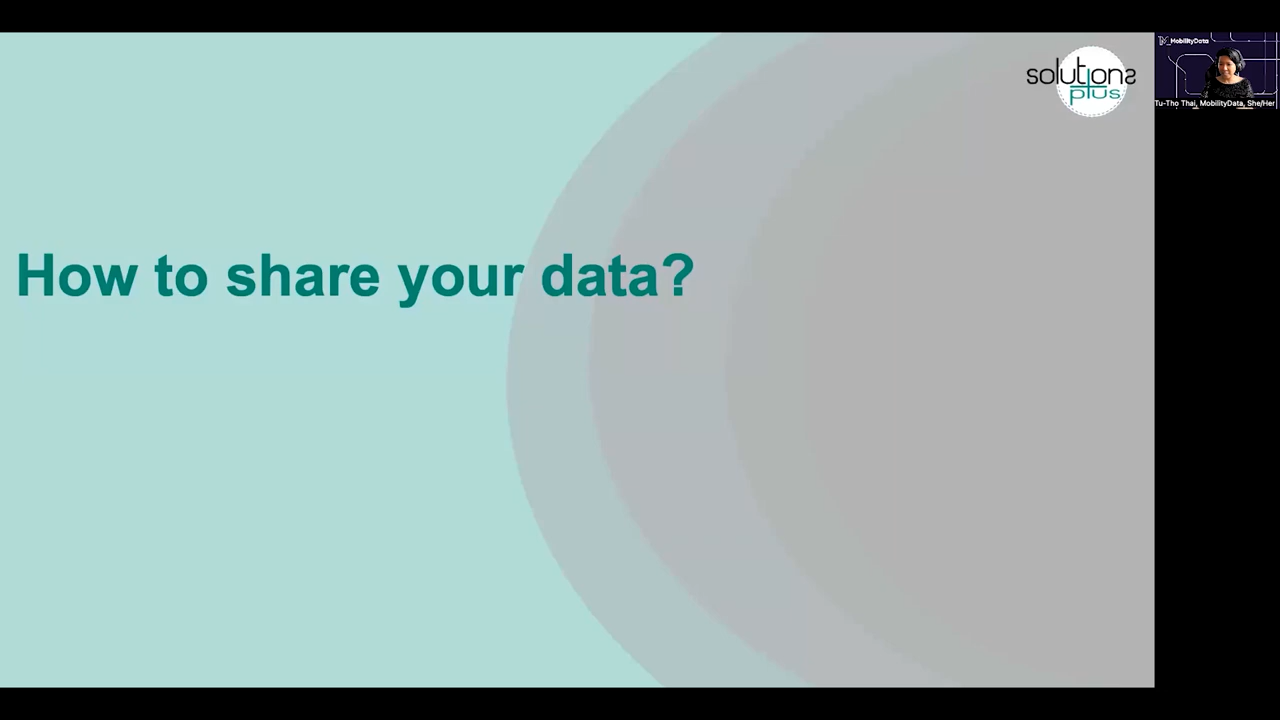 solutions
plus
MobilityData
Tu-Tho Thai, MobilityData, She/Her
How to share your data?